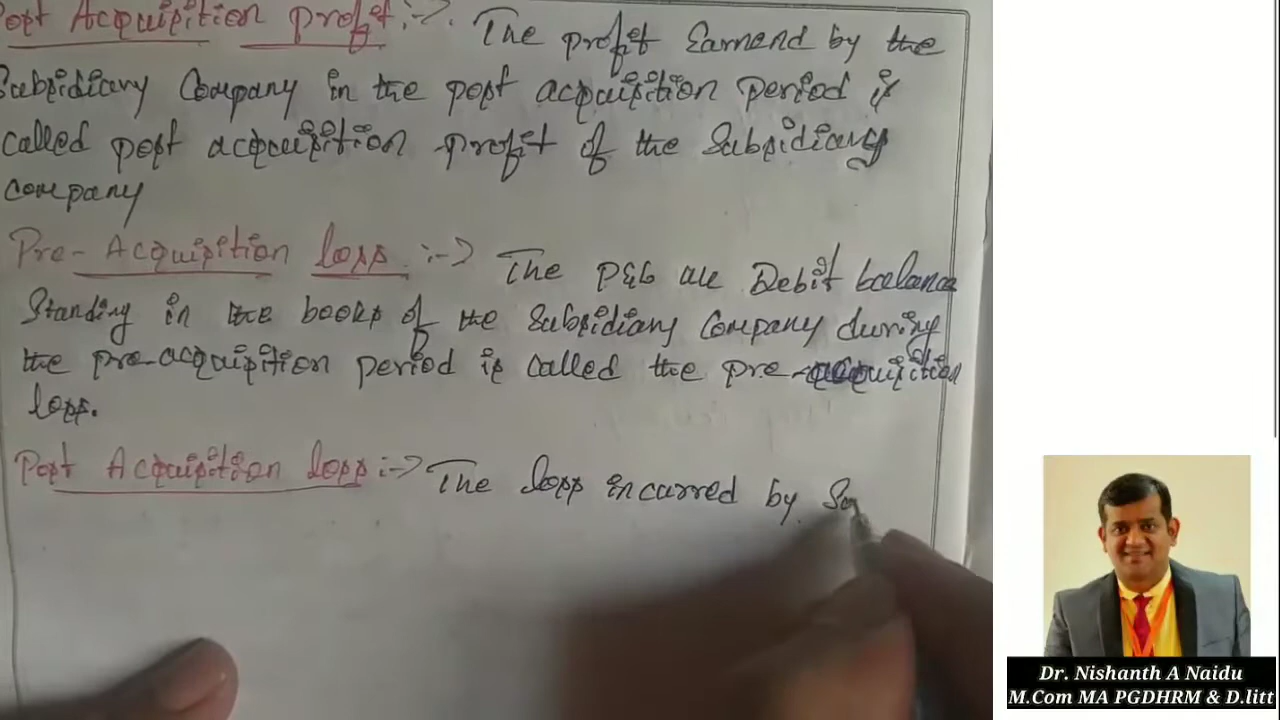 Post Acquisition profit :-> The profit Earnend by the
Subsidiary Company in the post acquisition period is
called post acquisition profit of the Subsidiary
company
Pre-Acquisition loss :-> The P&L a/c Debit balance
Standing in the books of the Subsidiary Company during
the pre-acquisition period is called the pre-acquisition
loss.
Post Acquisition loss :-> The loss incurred by Su
Dr. Nishanth A Naidu
M.Com MA PGDHRM & D.litt